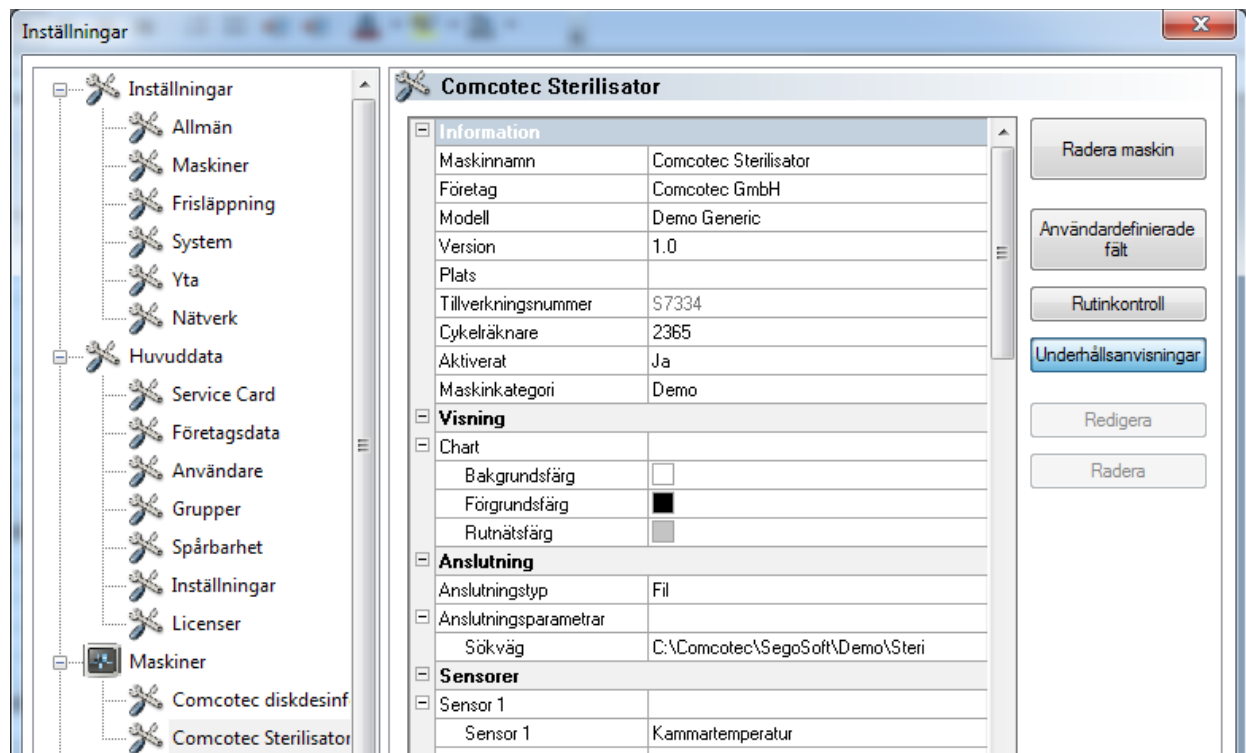 Inställningar
Inställningar
Allmän
Maskiner
Frisläppning
System
Yta
Nätverk
Huvuddata
Service Card
Företagsdata
Användare
Grupper
Spårbarhet
Inställningar
Licenser
Maskiner
Comcotec diskdesinf
Comcotec Sterilisator
Comcotec Sterilisator
Information
Maskinnamn Comcotec Sterilisator
Företag Comcotec GmbH
Modell Demo Generic
Version 1.0
Plats
Tillverkningsnummer S7334
Cykelräknare 2365
Aktiverat Ja
Maskinkategori Demo
Visning
Chart
Bakgrundsfärg
Förgrundsfärg
Rutnätsfärg
Anslutning
Anslutningstyp Fil
Anslutningsparametrar
Sökväg C:\Comcotec\SegoSoft\Demo\Steri
Sensorer
Sensor 1
Sensor 1 Kammartemperatur
Radera maskin
Användardefinierade
fält
Rutinkontroll
Underhållsanvisningar
Redigera
Radera